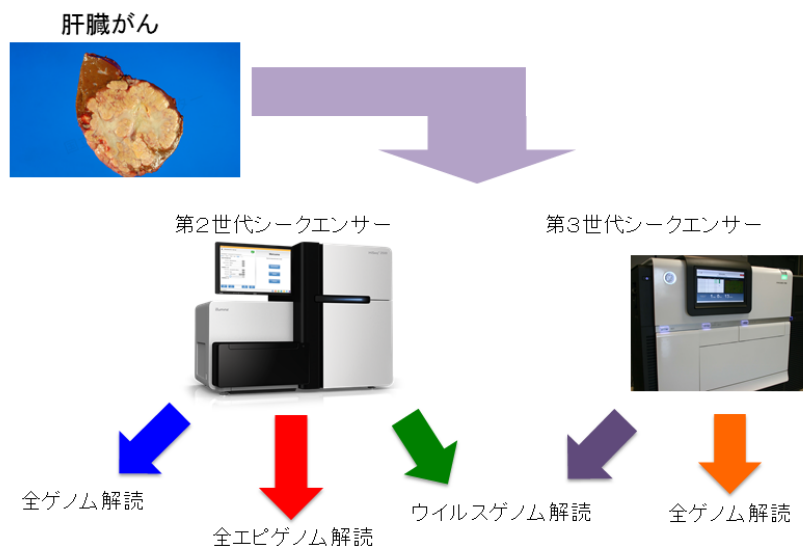 肝臓がん
第2世代シークエンサー
第3世代シークエンサー
全ゲノム解読
全エピゲノム解読
ウイルスゲノム解読
全ゲノム解読